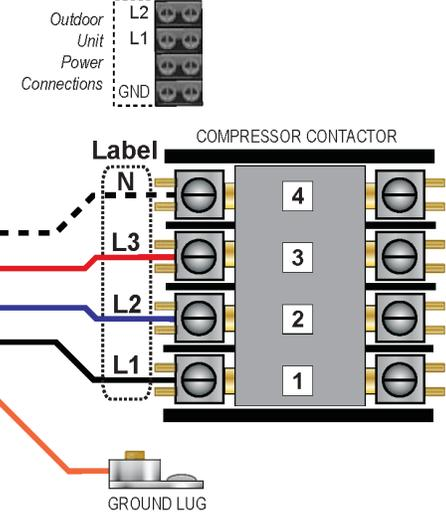 Outdoor
Unit
Power
Connections
L2
L1
GND
COMPRESSOR CONTACTOR
Label
N
4
L3
3
L2
2
L1
1
GROUND LUG